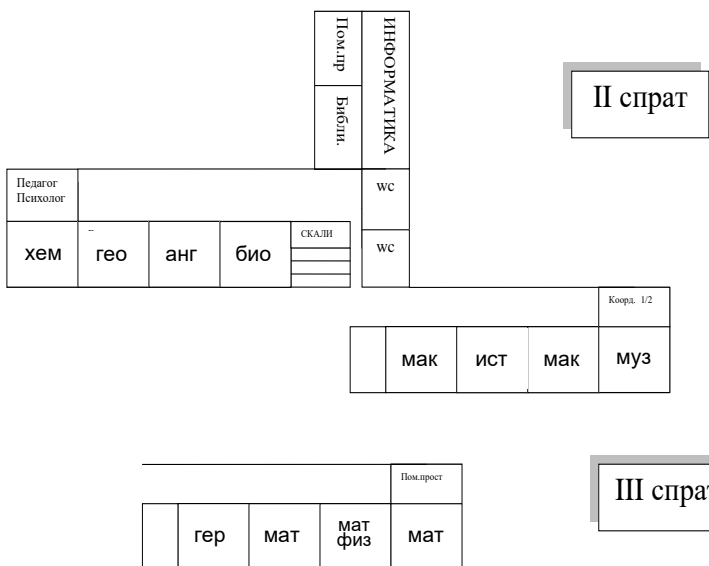 Пом.пр
ИНФОРМАТИКА
Библи.
II спрат
Педагог
Психолог
wc
СКАЛИ
хем
гео
анг
био
wc
Коорд. 1/2
мак
ист
мак
муз
Пом.прост
III спрат
гер
мат
мат
физ
мат